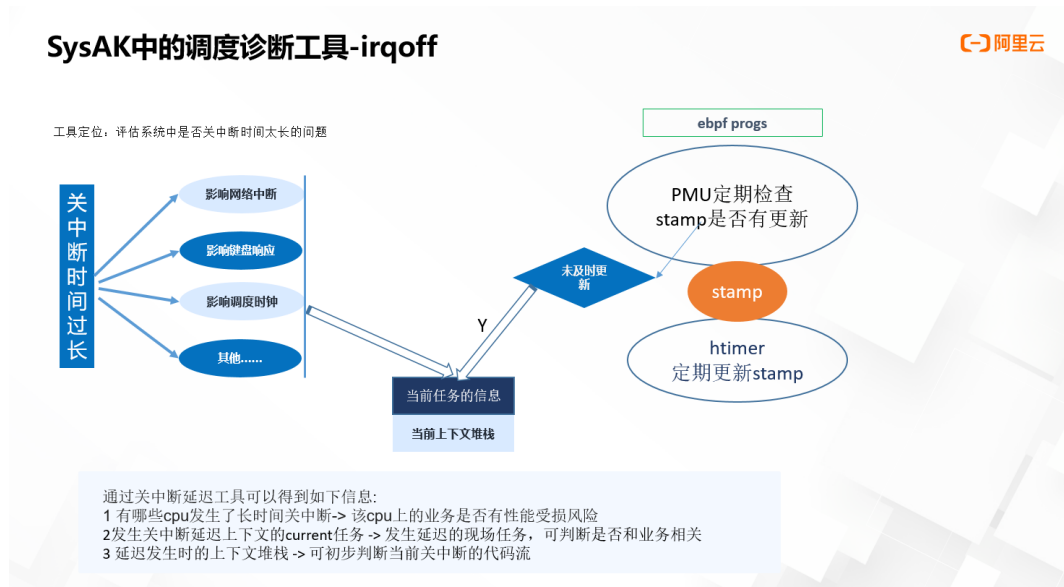 SysAK中的调度诊断工具-irqoff
阿里云
工具定位：评估系统中是否关中断时间太长的问题
关中断时间过长
影响网络中断
影响键盘响应
影响调度时钟
其他......
ebpf progs
PMU定期检查
stamp是否有更新
未及时更
新
stamp
Y
htimer
定期更新stamp
当前任务的信息
当前上下文堆栈
通过关中断延迟工具可以得到如下信息:
1 有哪些cpu发生了长时间关中断-> 该cpu上的业务是否有性能受损风险
2发生关中断延迟上下文的current任务 -> 发生延迟的现场任务，可判断是否和业务相关
3 延迟发生时的上下文堆栈 -> 可初步判断当前关中断的代码流